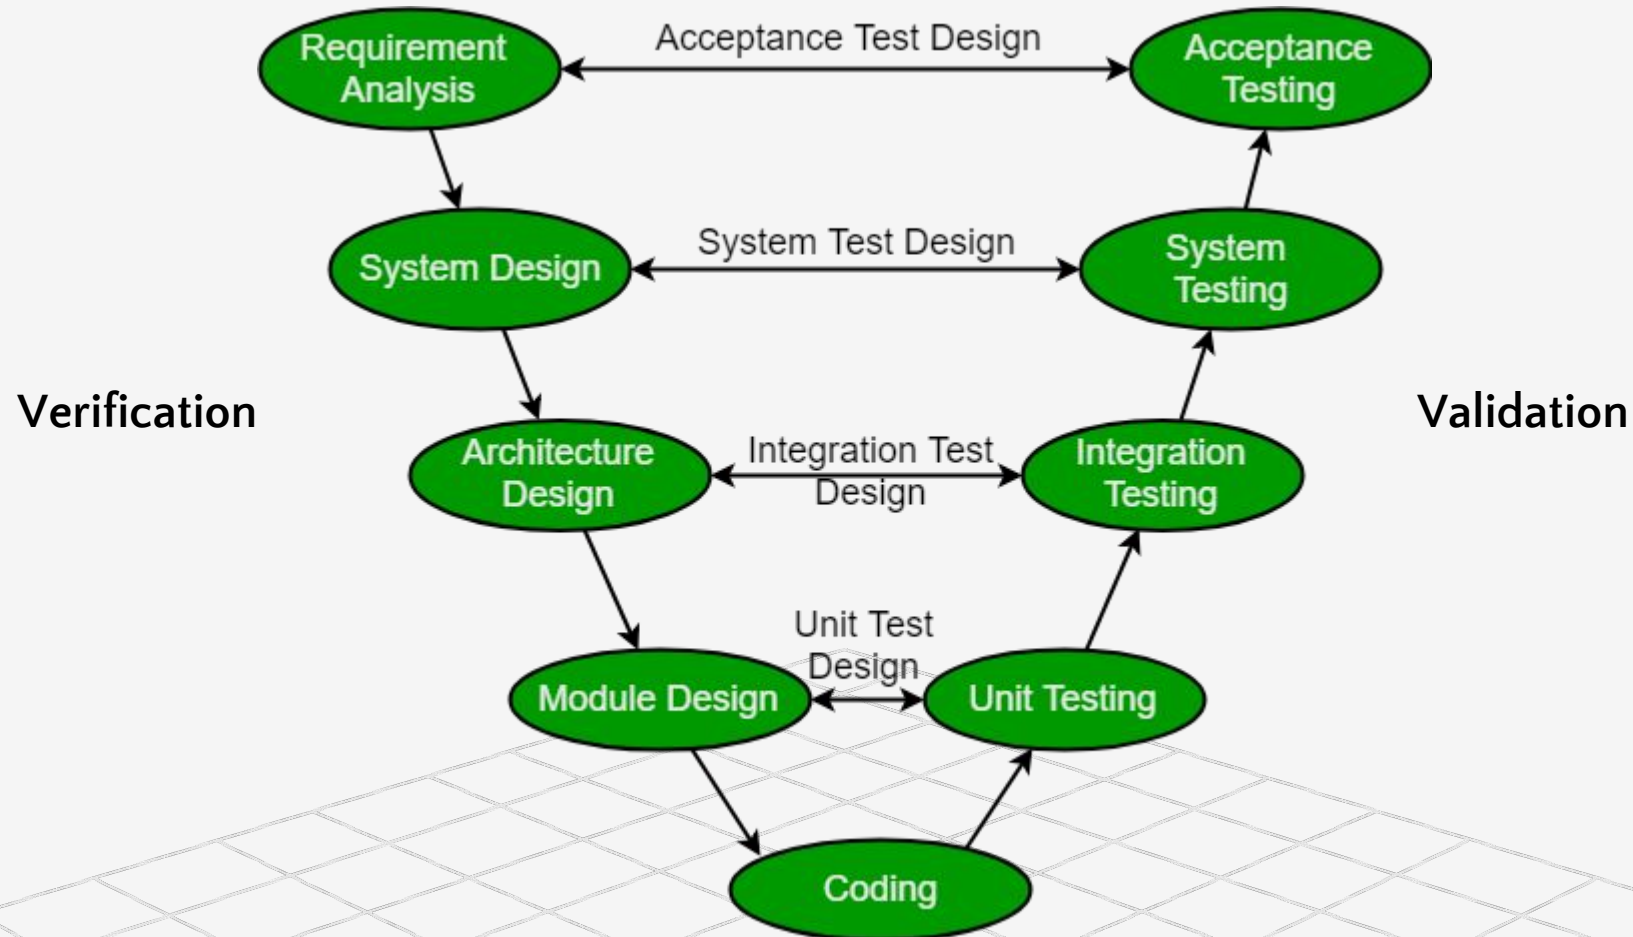 Requirement
Analysis
Acceptance Test Design
Acceptance
Testing
System Design
System Test Design
System
Testing
Verification
Validation
Architecture
Design
Integration Test
Design
Integration
Testing
Unit Test
Design
Module Design
Unit Testing
Coding